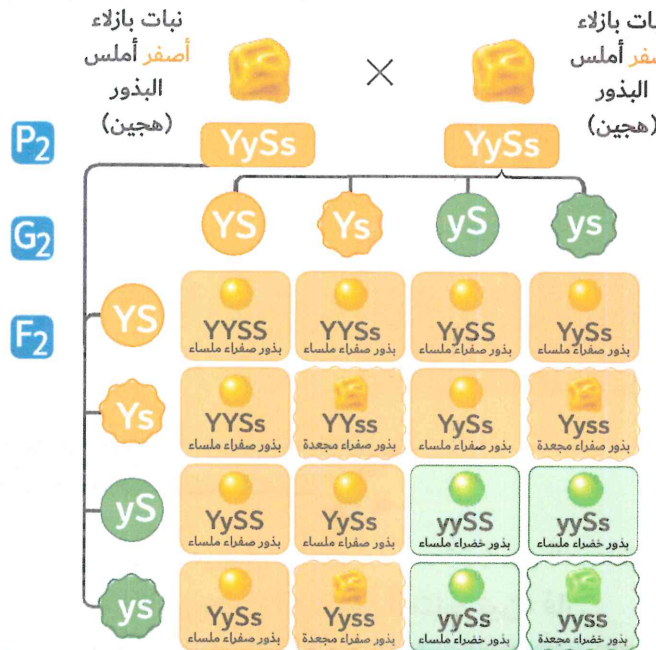 نبات بازلاء
أصفر أملس
البذور
(هجين)
×
ات بازلاء
صفر أملس
البذور
هجين)
P2
YySs
YySs
G2
YS Ys yS ys
F2
YS
YYSS YYSs YySs YySs
بذور صفراء ملساء بذور صفراء ملساء بذور صفراء ملساء بذور صفراء ملساء
Ys
YYSs YYss YySs Yyss
بذور صفراء ملساء بذور صفراء مجعدة بذور صفراء ملساء بذور صفراء مجعدة
yS
YySS YySs yySS yySs
بذور صفراء ملساء بذور صفراء ملساء بذور خضراء ملساء بذور خضراء ملساء
ys
YySs Yyss yySs yyss
بذور صفراء ملساء بذور صفراء مجعدة بذور خضراء ملساء بذور خضراء مجعدة